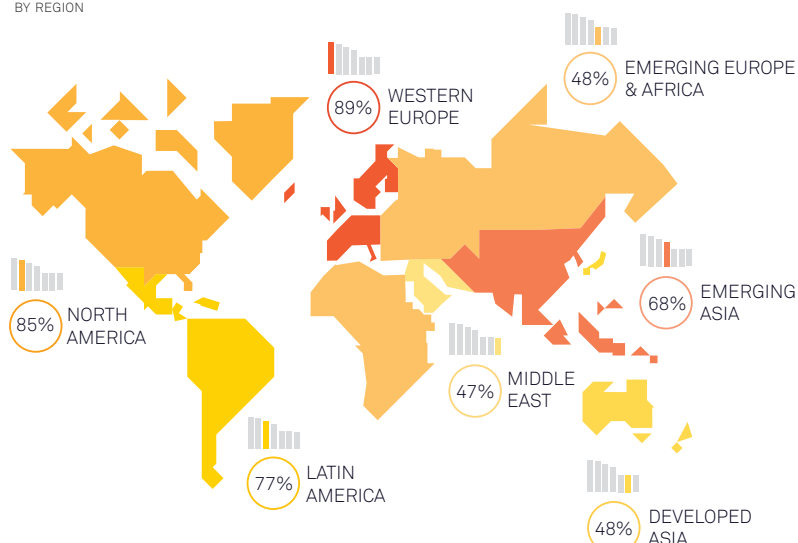 BY REGION
48%
EMERGING EUROPE
& AFRICA
89%
WESTERN
EUROPE
68%
EMERGING
ASIA
85%
NORTH
AMERICA
47%
MIDDLE
EAST
77%
LATIN
AMERICA
48%
DEVELOPED
ASIA